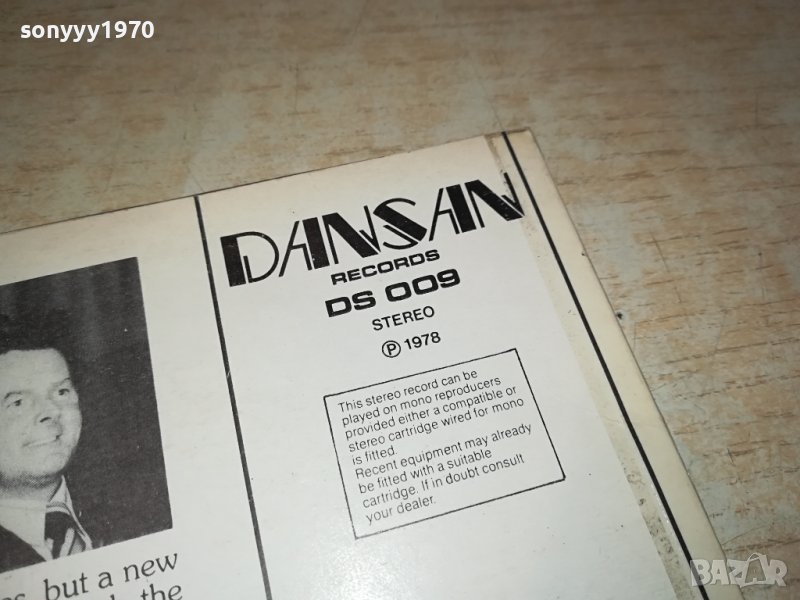 sonyyy1970
DANSAN
RECORDS
DS 009
STEREO
Ⓟ 1978
This stereo record can be
played on mono reproducers
provided either a compatible or
stereo cartridge wired for mono
is fitted.
Recent equipment may already
be fitted with a suitable
cartridge. If in doubt consult
your dealer.
but a new
the
BAZAR